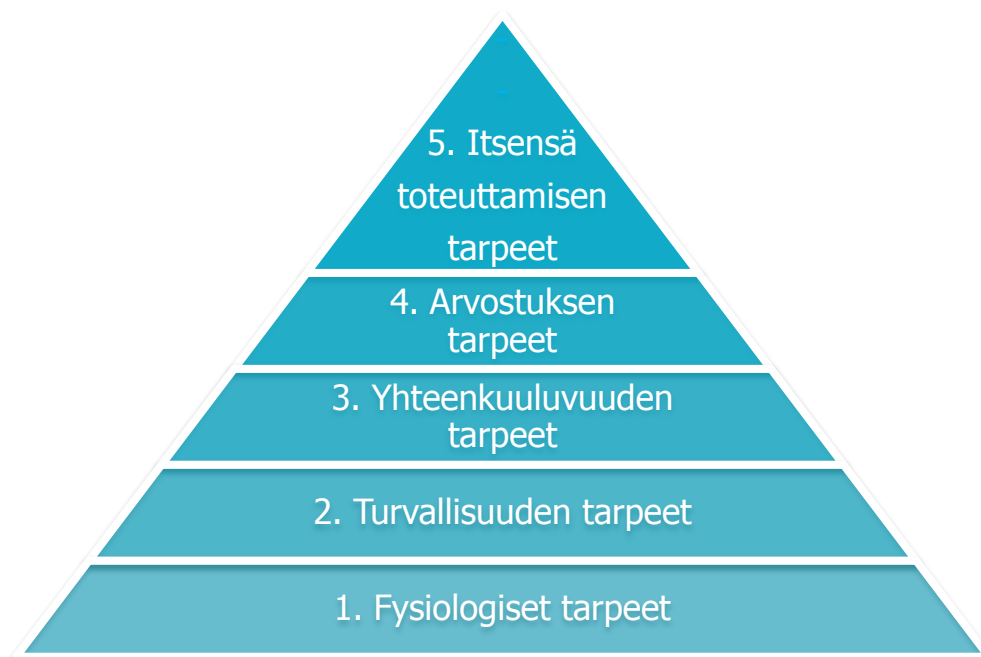 5. Itsensä
toteuttamisen
tarpeet
4. Arvostuksen
tarpeet
3. Yhteenkuuluvuuden
tarpeet
2. Turvallisuuden tarpeet
1. Fysiologiset tarpeet